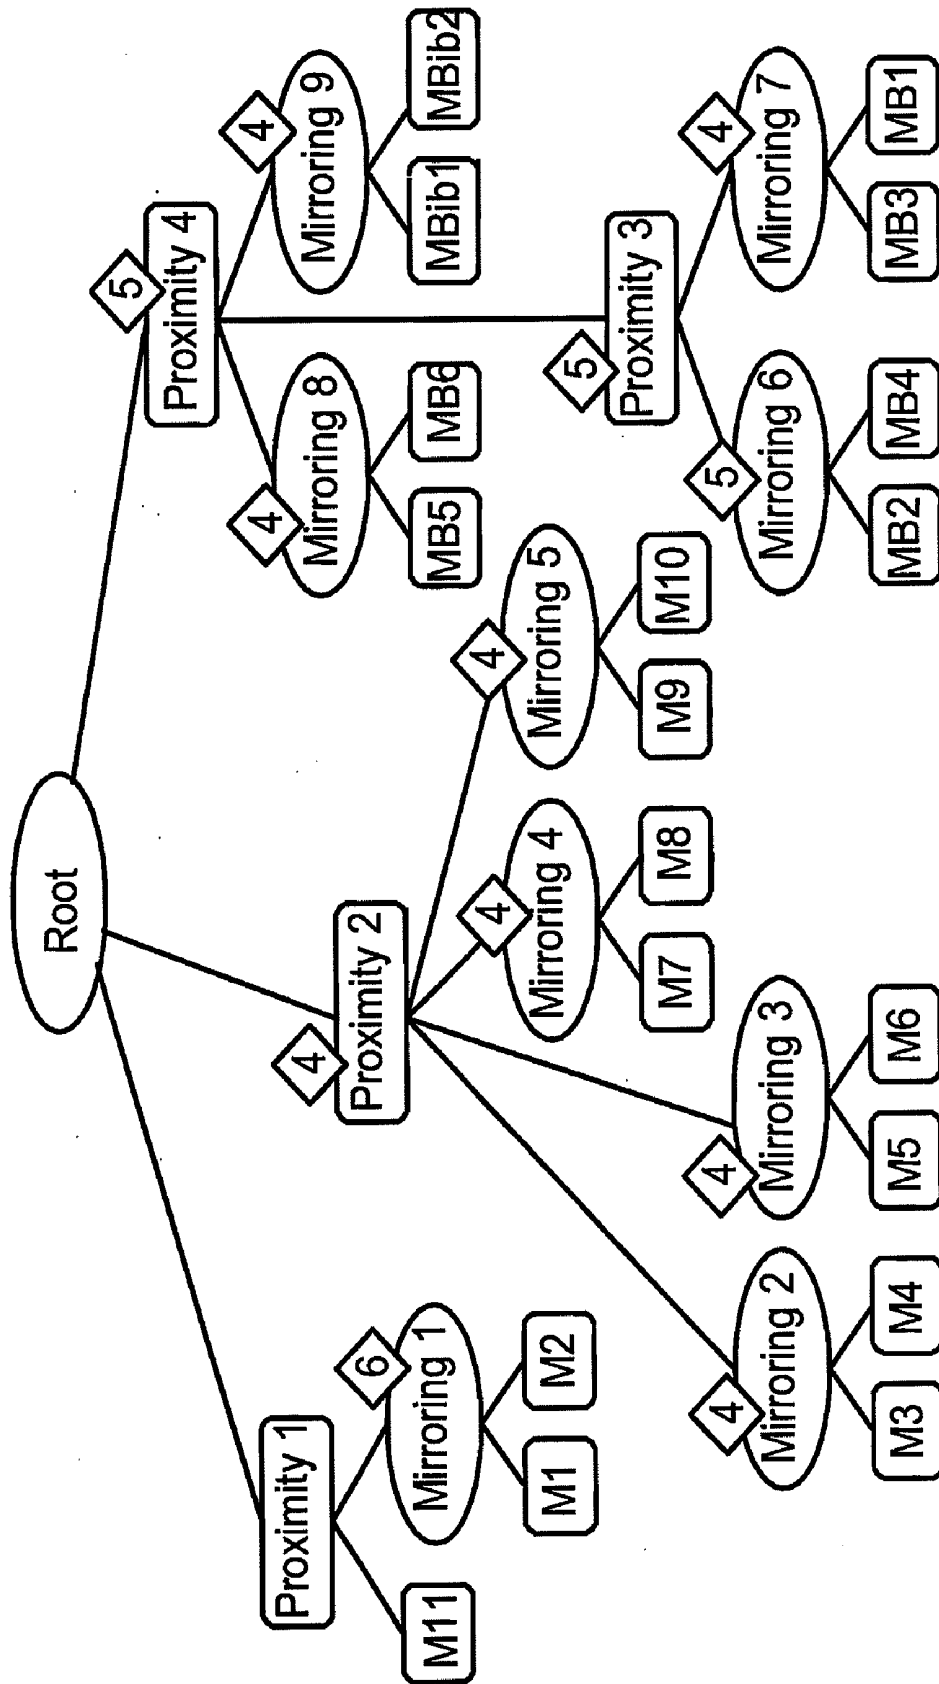 Root
Proximity 1
M11
6
Mirroring 1
M1
M2
4
Proximity 2
4
Mirroring 2
M3
M4
4
Mirroring 3
M5
M6
4
Mirroring 4
M7
M8
4
Mirroring 5
M9
M10
5
Proximity 4
4
Mirroring 8
MB5
MB6
4
Mirroring 9
MBib1
MBib2
5
Proximity 3
5
Mirroring 6
MB2
MB4
4
Mirroring 7
MB3
MB1